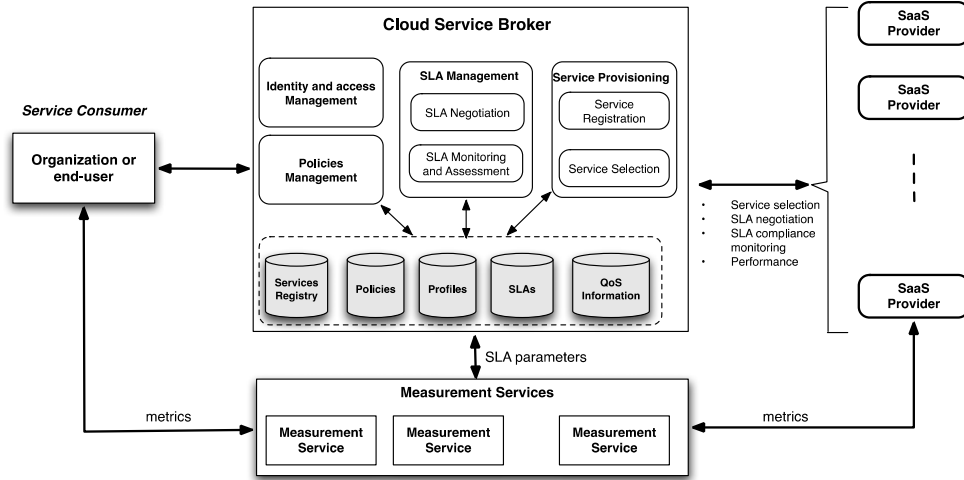 Cloud Service Broker
SaaS
Provider
SaaS
Provider
SaaS
Provider
Service Consumer
Organization or
end-user
Identity and access
Management
Policies
Management
SLA Management
SLA Negotiation
SLA Monitoring
and Assessment
Service Provisioning
Service
Registration
Service Selection
• Service selection
• SLA negotiation
• SLA compliance
monitoring
• Performance
Services
Registry
Policies
Profiles
SLAs
QoS
Information
SLA parameters
metrics
metrics
Measurement Services
Measurement
Service
Measurement
Service
Measurement
Service